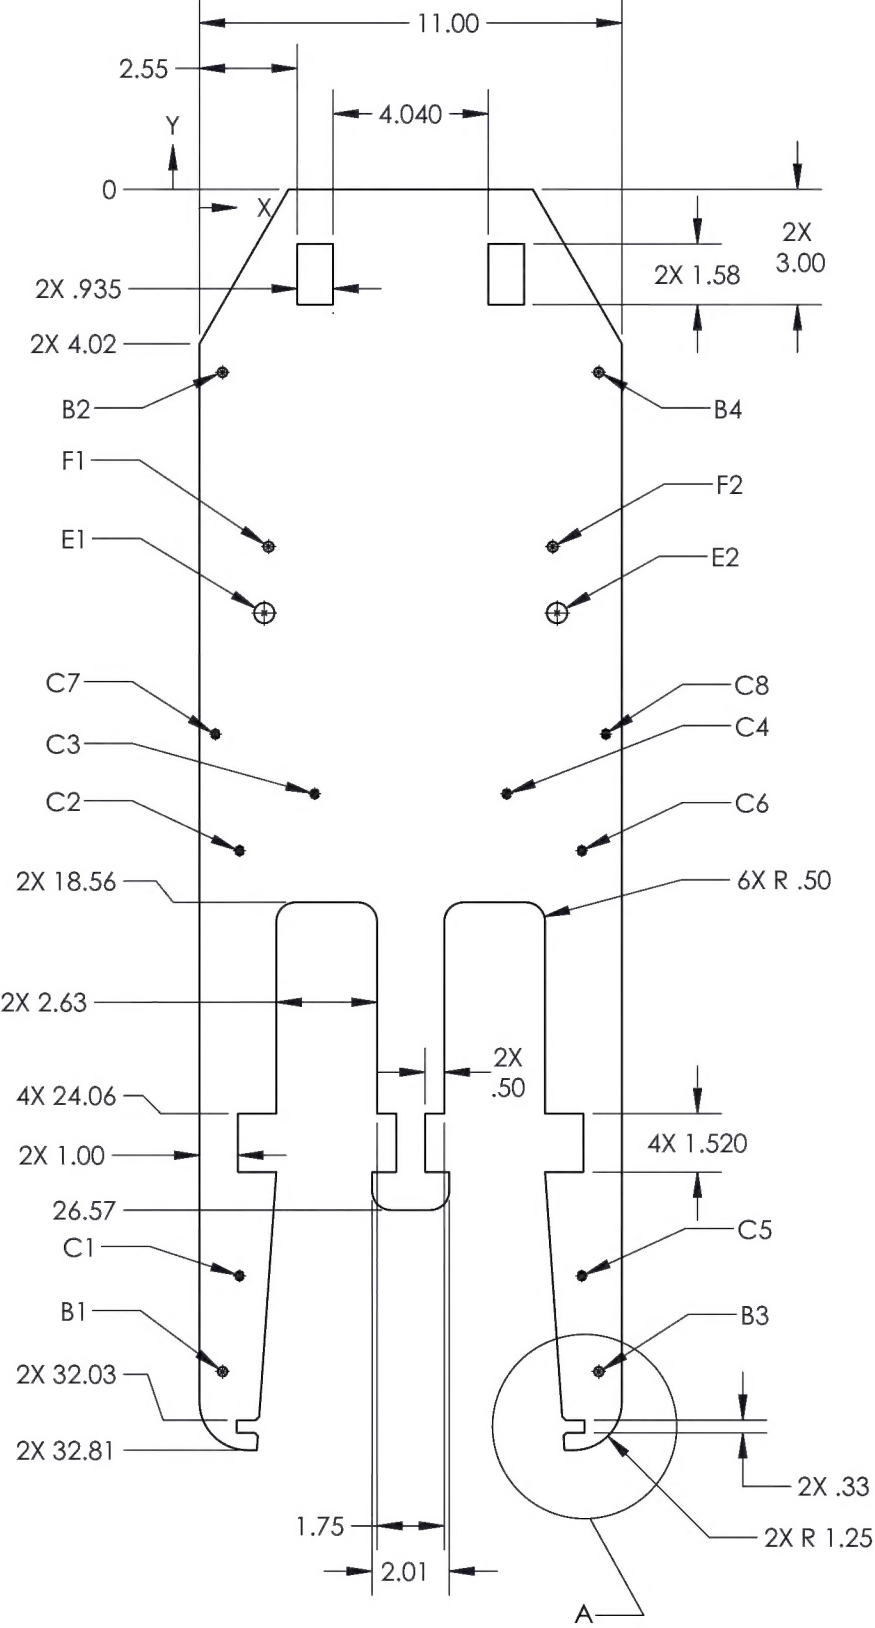 11.00
2.55
4.040
Y
0
X
2X
3.00
2X 1.58
2X .935
2X 4.02
B2
B4
F1
F2
E1
E2
C7
C8
C3
C4
C2
C6
2X 18.56
6X R .50
2X 2.63
2X
.50
4X 24.06
4X 1.520
2X 1.00
26.57
C1
C5
B1
B3
2X 32.03
2X 32.81
2X .33
1.75
2X R 1.25
2.01
A